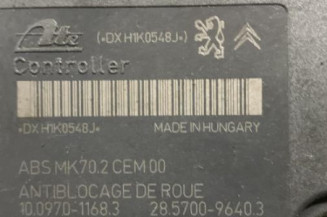 Ate (*DX H1K0548J*)
Controller
*DX H1K0548J* MADE IN HUNGARY
ABS MK70.2 CEM 00
ANTIBLOCAGE DE ROUE
10.0970-1168.3 28.5700-9640.3